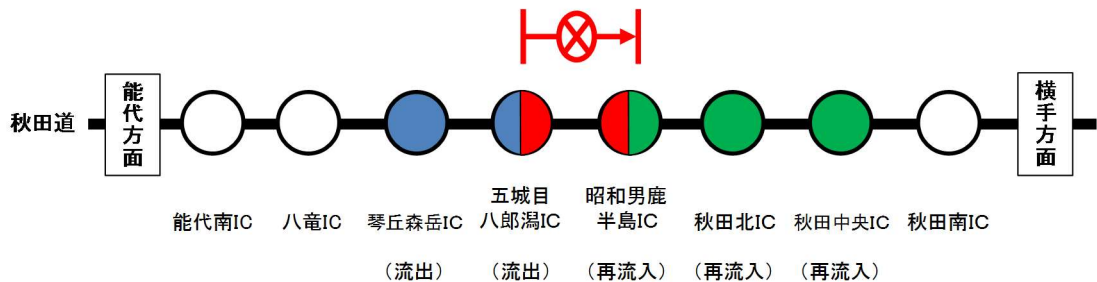 秋田道
能代方面
横手方面
能代南IC
八竜IC
琴丘森岳IC
（流出）
五城目
八郎潟IC
（流出）
昭和男鹿
半島IC
（再流入）
秋田北IC
（再流入）
秋田中央IC
（再流入）
秋田南IC